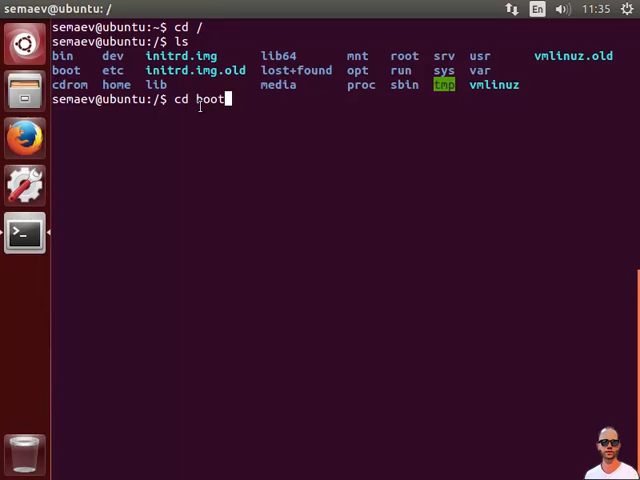 semaev@ubuntu: /
En
11:35
semaev@ubuntu:~$ cd /
semaev@ubuntu:/$ ls
bin dev initrd.img lib64 mnt root srv usr vmlinuz.old
boot etc initrd.img.old lost+found opt run sys var
cdrom home lib media proc sbin tmp vmlinuz
semaev@ubuntu:/$ cd boot